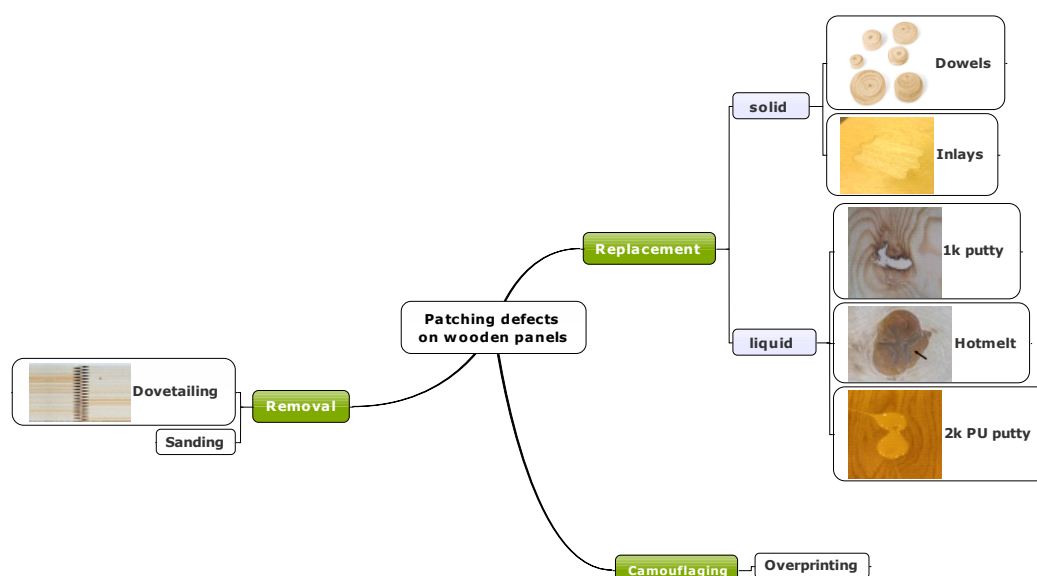 Dowels
solid
Inlays
1k putty
Replacement
Patching defects
on wooden panels
liquid
Hotmelt
Dovetailing
Removal
Sanding
2k PU putty
Camouflaging
Overprinting